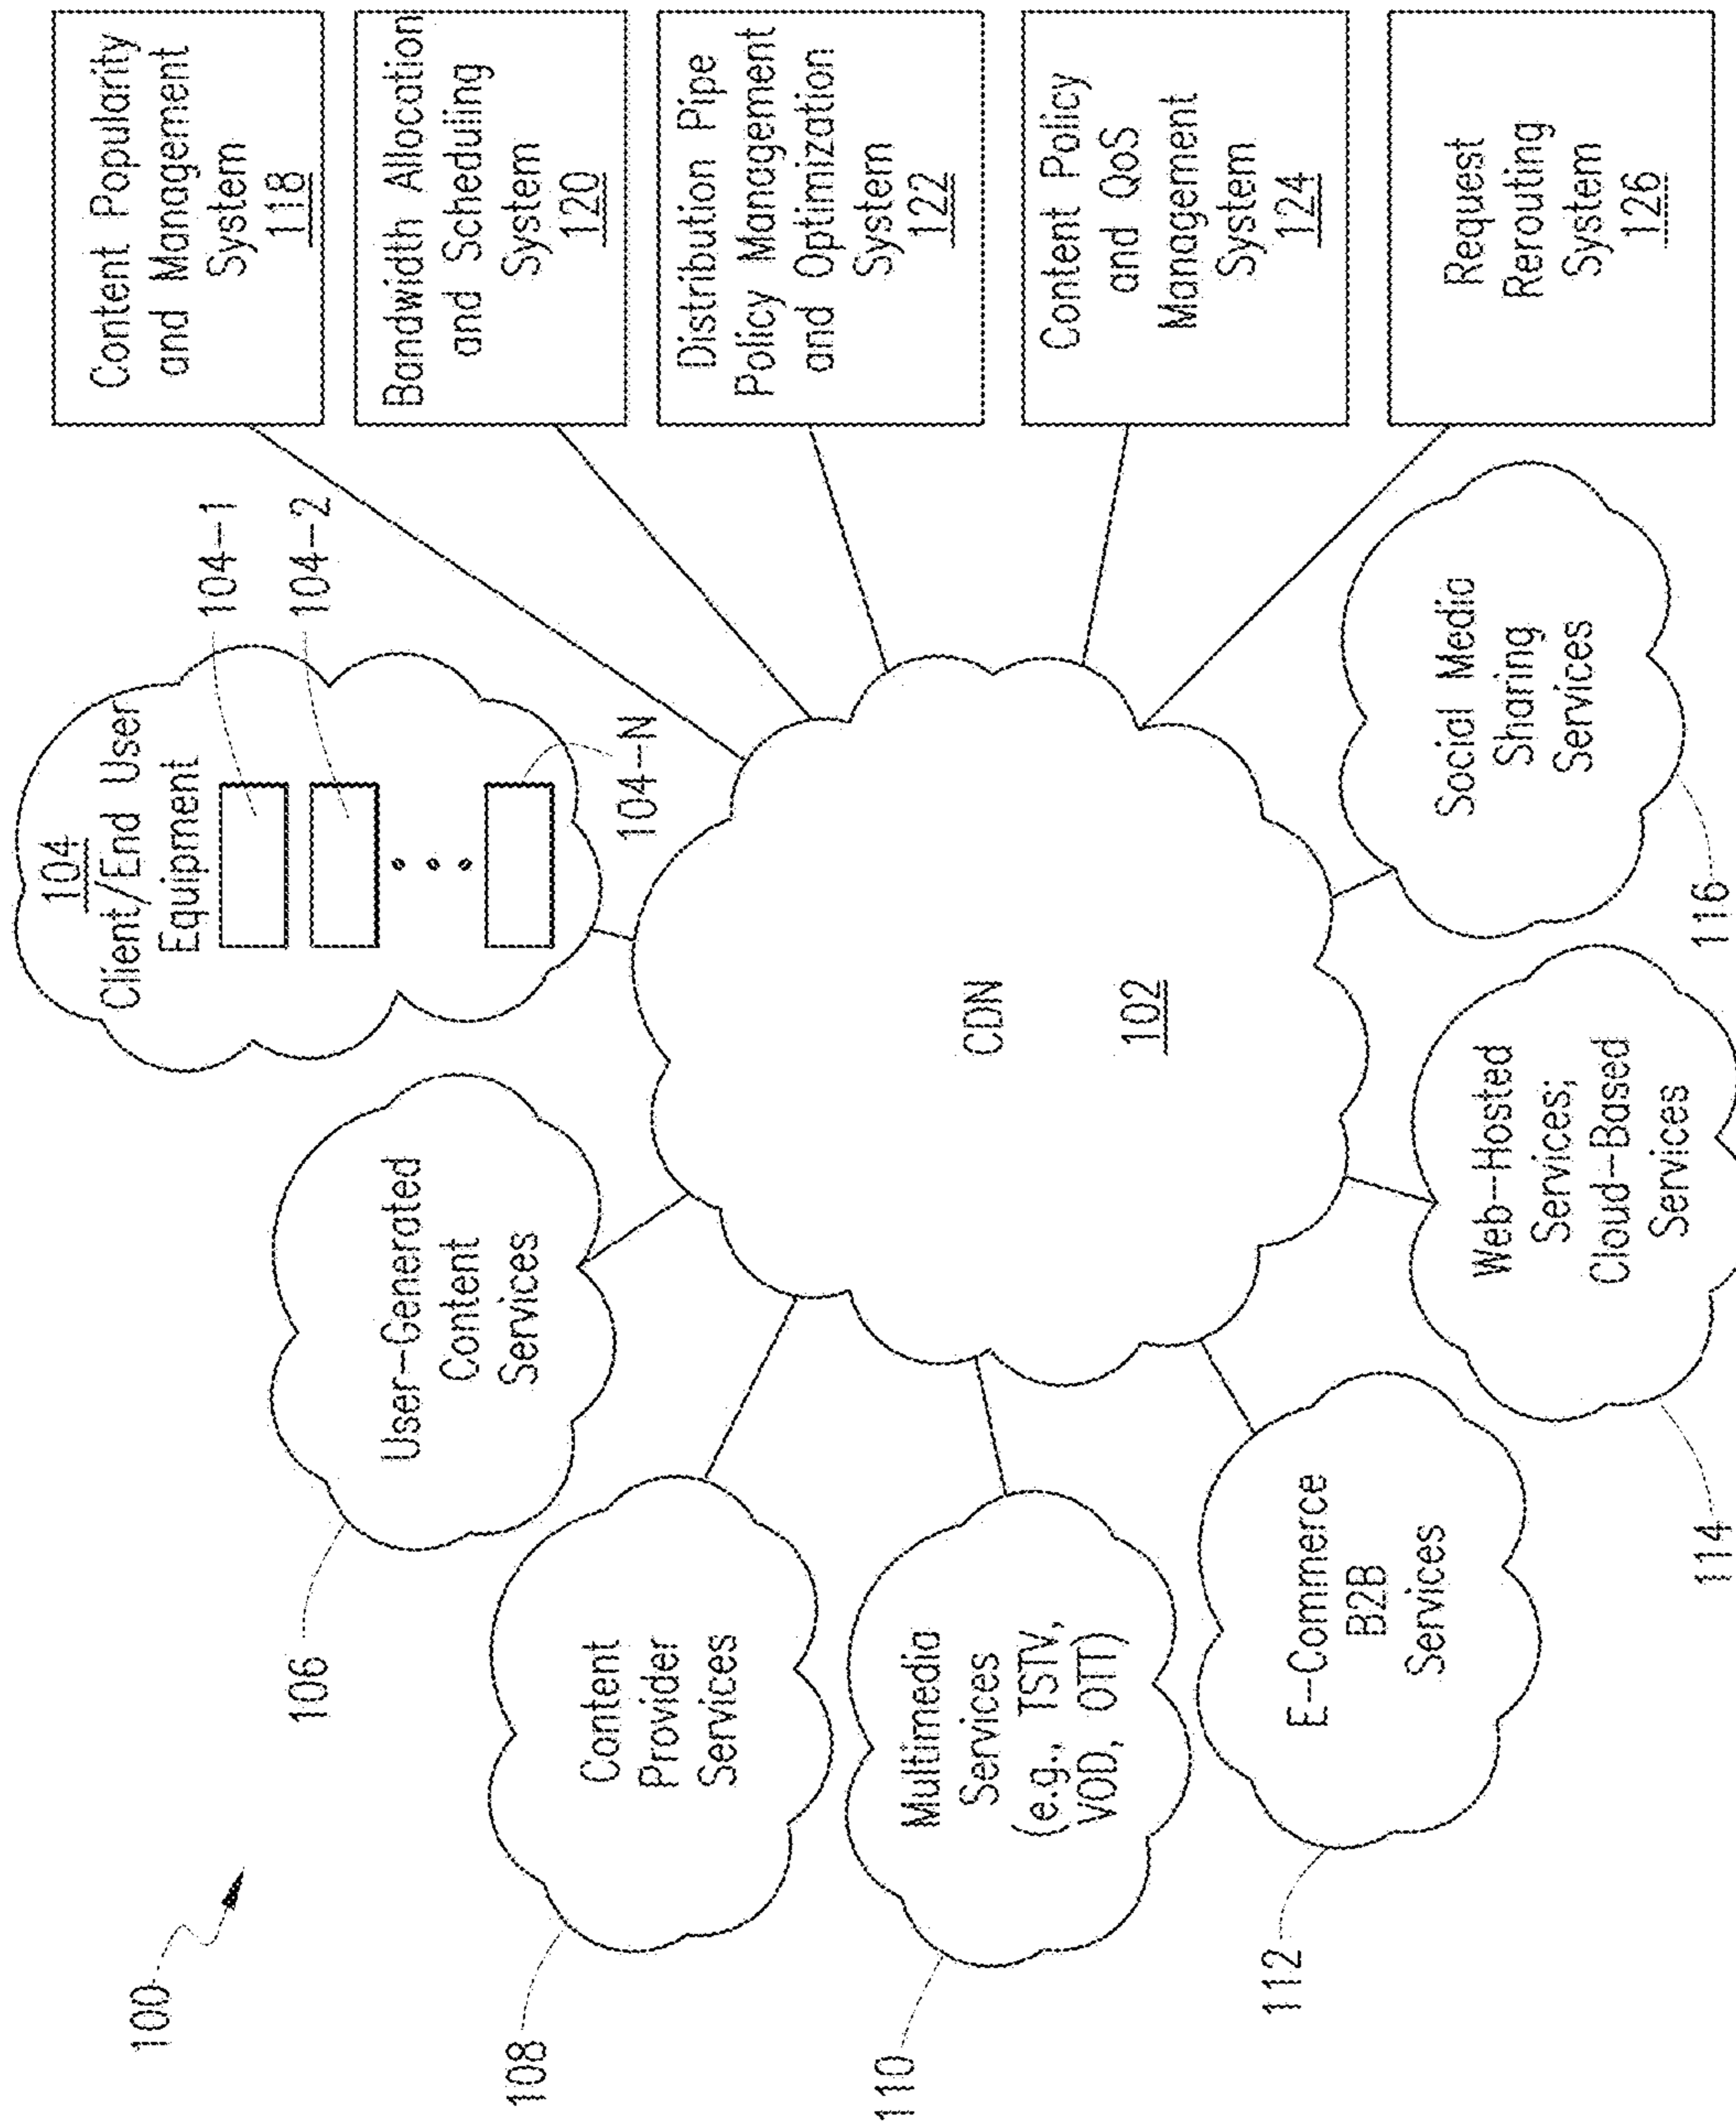 100
104
Client/End User
Equipment
104-1
104-2
104-N
106
User-Generated
Content
Services
108
Content
Provider
Services
110
Multimedia
Services
(e.g., TSTV,
VOD, OTT)
112
E-Commerce
B2B
Services
114
Web-Hosted
Services;
Cloud-Based
Services
116
Social Media
Sharing
Services
CDN
102
Content Popularity
and Management
System
118
Bandwidth Allocation
and Scheduling
System
120
Distribution Pipe
Policy Management
and Optimization
System
122
Content Policy
and QoS
Management
System
124
Request
Rerouting
System
126